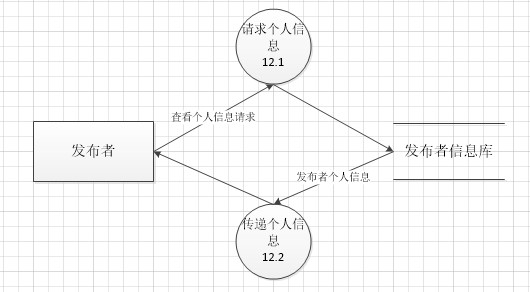 请求个人信
息
12.1
查看个人信息请求
发布者
发布者信息库
发布者个人信息
传递个人信
息
12.2